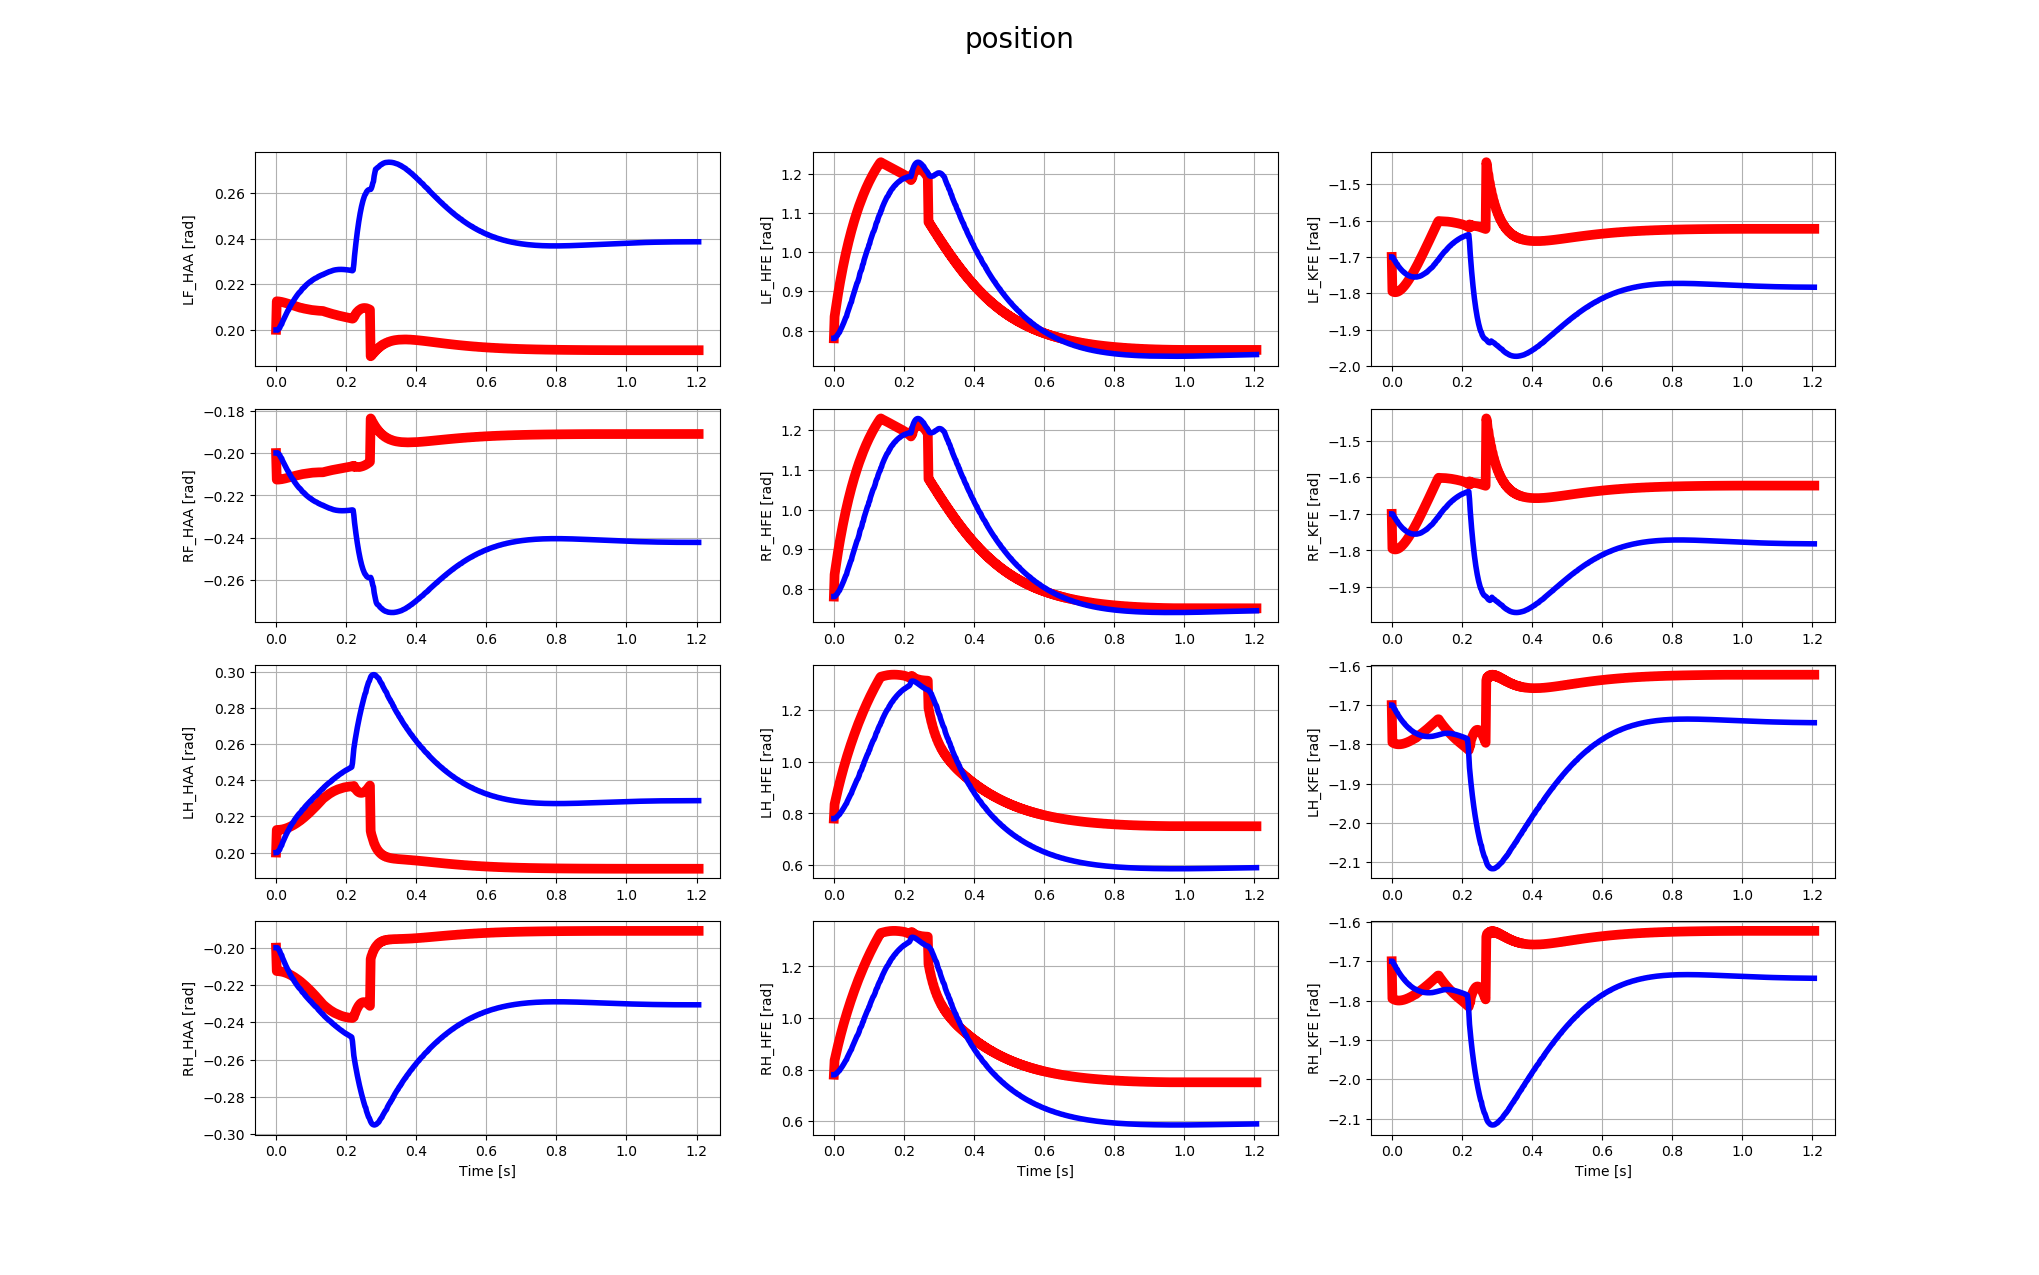 position
LF_HAA [rad]
0.26
0.24
0.22
0.20
0.0 0.2 0.4 0.6 0.8 1.0 1.2
LF_HFE [rad]
1.2
1.1
1.0
0.9
0.8
0.0 0.2 0.4 0.6 0.8 1.0 1.2
LF_KFE [rad]
−1.5
−1.6
−1.7
−1.8
−1.9
−2.0
0.0 0.2 0.4 0.6 0.8 1.0 1.2
RF_HAA [rad]
−0.18
−0.20
−0.22
−0.24
−0.26
0.0 0.2 0.4 0.6 0.8 1.0 1.2
RF_HFE [rad]
1.2
1.1
1.0
0.9
0.8
0.0 0.2 0.4 0.6 0.8 1.0 1.2
RF_KFE [rad]
−1.5
−1.6
−1.7
−1.8
−1.9
0.0 0.2 0.4 0.6 0.8 1.0 1.2
LH_HAA [rad]
0.30
0.28
0.26
0.24
0.22
0.20
0.0 0.2 0.4 0.6 0.8 1.0 1.2
LH_HFE [rad]
1.2
1.0
0.8
0.6
0.0 0.2 0.4 0.6 0.8 1.0 1.2
LH_KFE [rad]
−1.6
−1.7
−1.8
−1.9
−2.0
−2.1
0.0 0.2 0.4 0.6 0.8 1.0 1.2
RH_HAA [rad]
−0.20
−0.22
−0.24
−0.26
−0.28
−0.30
0.0 0.2 0.4 0.6 0.8 1.0 1.2
Time [s]
RH_HFE [rad]
1.2
1.0
0.8
0.6
0.0 0.2 0.4 0.6 0.8 1.0 1.2
Time [s]
RH_KFE [rad]
−1.6
−1.7
−1.8
−1.9
−2.0
−2.1
0.0 0.2 0.4 0.6 0.8 1.0 1.2
Time [s]